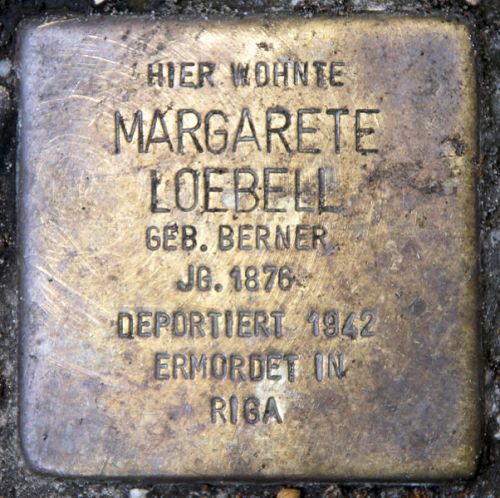 HIER WOHNTE
MARGARETE
LOEBELL
GEB. BERNER
JG. 1876
DEPORTIERT 1942
ERMORDET IN
RIGA